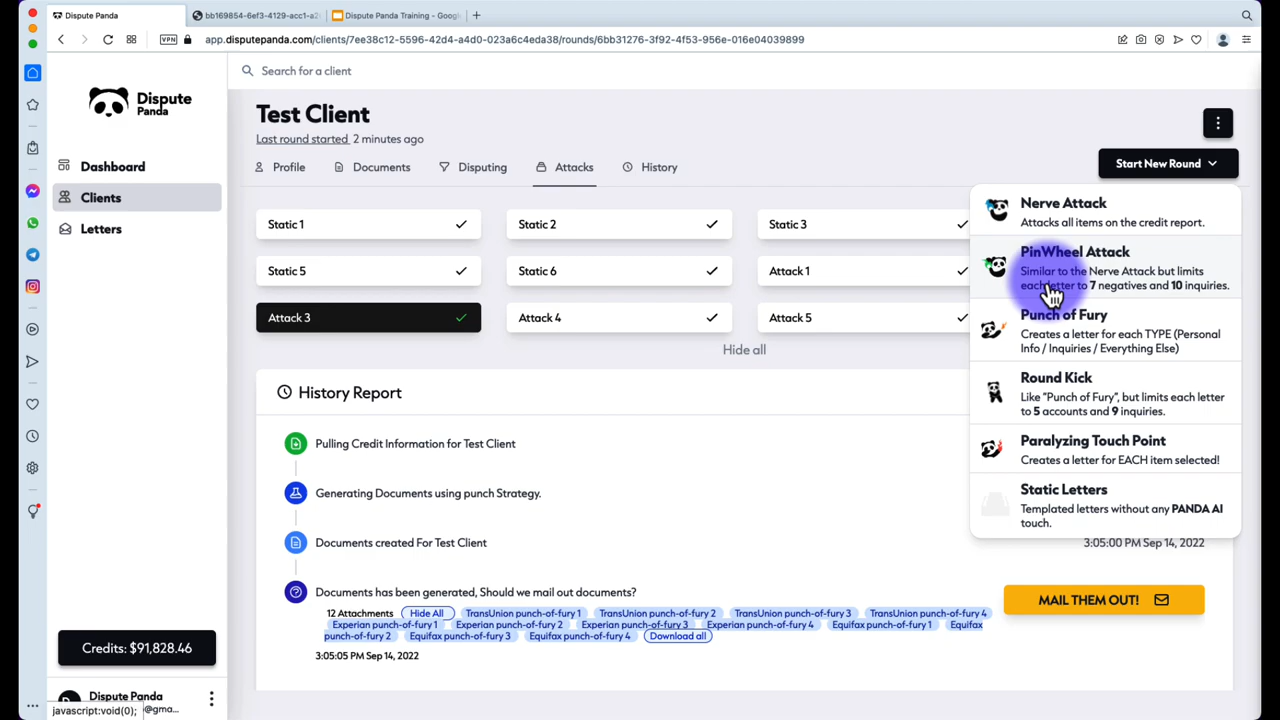 Dispute Panda
bb169854-6ef3-4129-acc1-a2
Dispute Panda Training - Goog
VPN
app.disputepanda.com/clients/7ee38c12-5596-42d4-a4d0-023a6c4eda38/rounds/6bb31276-3f92-4f53-956e-016e04039899
Dispute
Panda
Search for a client
Test Client
Last round started 2 minutes ago
Profile
Documents
Disputing
Attacks
History
Start New Round
Dashboard
Clients
Letters
Static 1
Static 2
Static 3
Static 5
Static 6
Attack 1
Attack 3
Attack 4
Attack 5
Hide all
Nerve Attack
Attacks all items on the credit report.
PinWheel Attack
Similar to the Nerve Attack but limits
each letter to 7 negatives and 10 inquiries.
Punch of Fury
Creates a letter for each TYPE (Personal
Info / Inquiries / Everything Else)
Round Kick
Like "Punch of Fury", but limits each letter
to 5 accounts and 9 inquiries.
Paralyzing Touch Point
Creates a letter for EACH item selected!
Static Letters
Templated letters without any PANDA AI
touch.
History Report
Pulling Credit Information for Test Client
Generating Documents using punch Strategy.
Documents created For Test Client
3:05:00 PM Sep 14, 2022
Documents has been generated, Should we mail out documents?
12 Attachments Hide All TransUnion punch-of-fury 1 TransUnion punch-of-fury 2 TransUnion punch-of-fury 3 TransUnion punch-of-fury 4
Experian punch-of-fury 1 Experian punch-of-fury 2 Experian punch-of-fury 3 Experian punch-of-fury 4 Equifax punch-of-fury 1 Equifax
punch-of-fury 2 Equifax punch-of-fury 3 Equifax punch-of-fury 4 Download all
3:05:05 PM Sep 14, 2022
MAIL THEM OUT!
Credits: $91,828.46
Dispute Panda
@gma...
javascript:void(0);